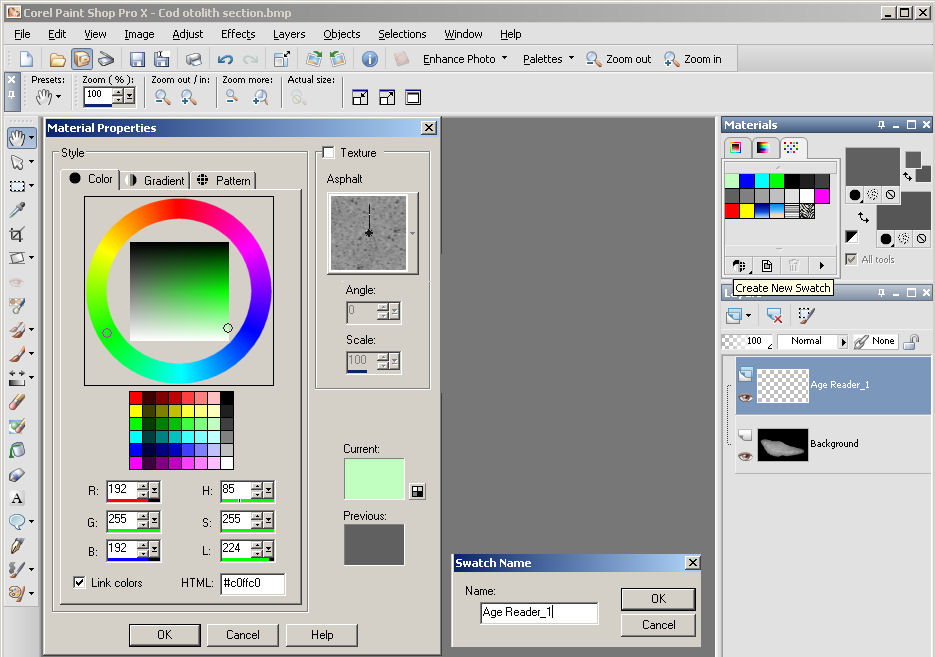 Corel Paint Shop Pro X - Cod otolith section.bmp
File Edit View Image Adjust Effects Layers Objects Selections Window Help
Enhance Photo Palettes Zoom out Zoom in
Presets: Zoom ( % ): Zoom out / in: Zoom more: Actual size:
100
Material Properties
Style
Color Gradient Pattern
R: 192 H: 85
G: 255 S: 255
B: 192 L: 224
Link colors HTML: #c0ffc0
Texture
Asphalt
Angle:
0
Scale:
100
Current:
Previous:
OK Cancel Help
Materials
All tools
Create New Swatch
100 Normal None
Age Reader_1
Background
Swatch Name
Name:
Age Reader_1
OK
Cancel